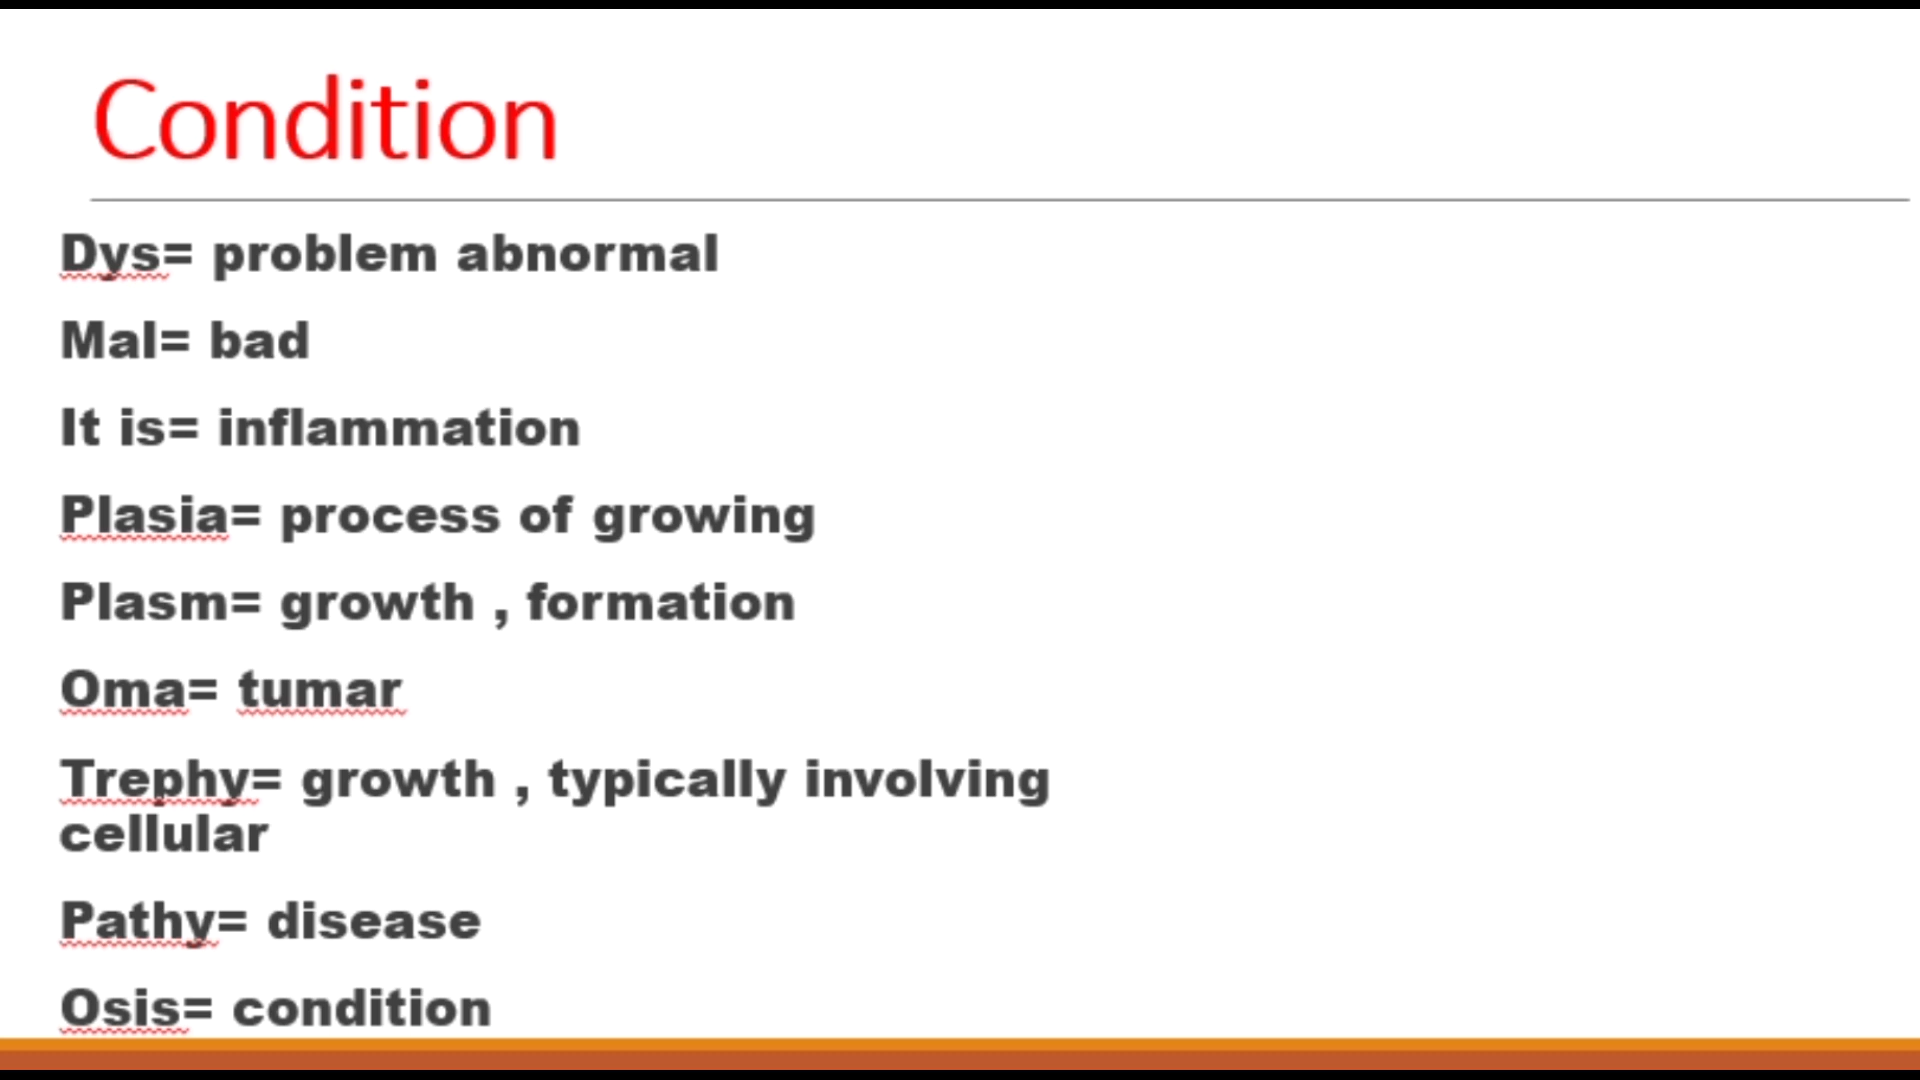 Condition
Dys= problem abnormal
Mal= bad
It is= inflammation
Plasia= process of growing
Plasm= growth , formation
Oma= tumar
Trephy= growth , typically involving
cellular
Pathy= disease
Osis= condition